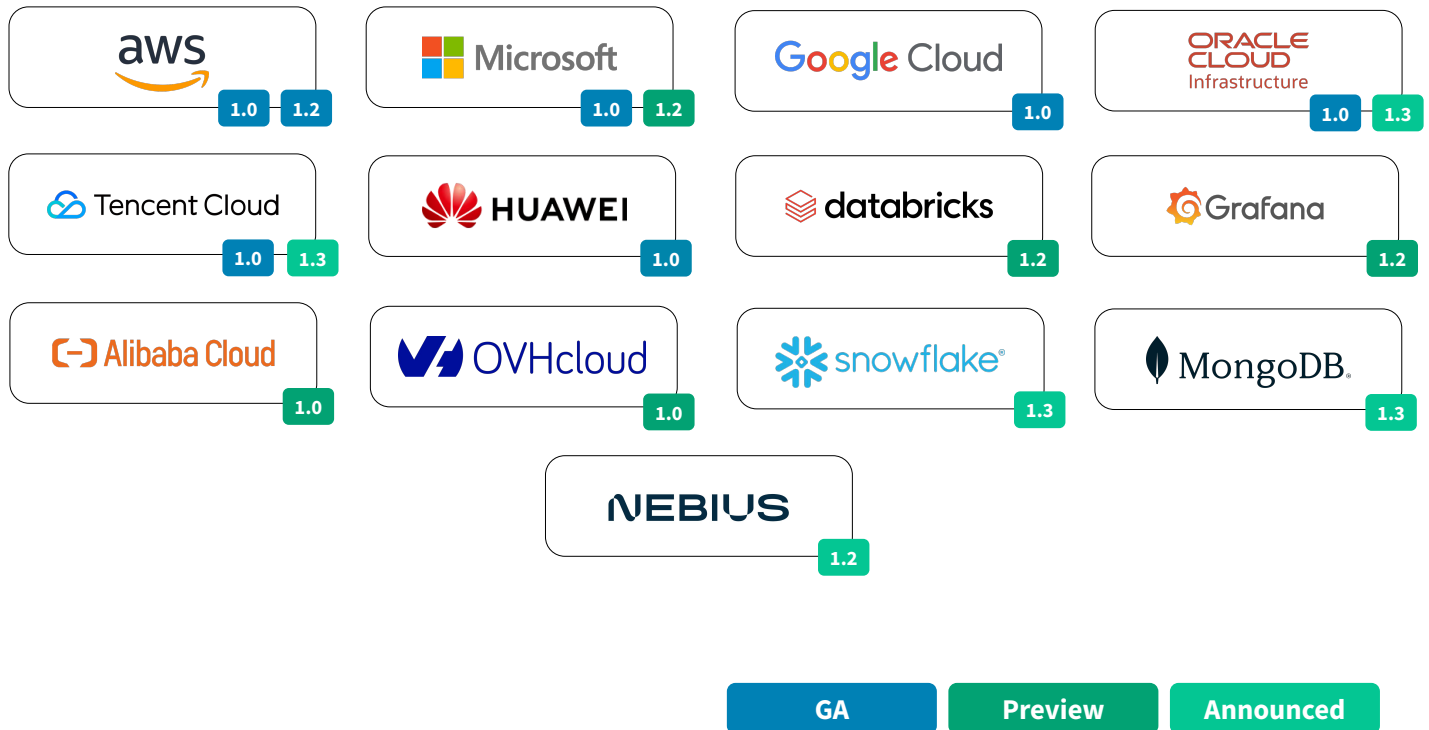 aws
1.0 1.2
Microsoft
1.0 1.2
Google Cloud
1.0
ORACLE
CLOUD
Infrastructure
1.0 1.3
Tencent Cloud
1.0 1.3
HUAWEI
1.0
databricks
1.2
Grafana
1.2
Alibaba Cloud
1.0
OVHcloud
1.0
snowflake®
1.3
MongoDB®
1.3
NEBIUS
1.2
GA Preview Announced